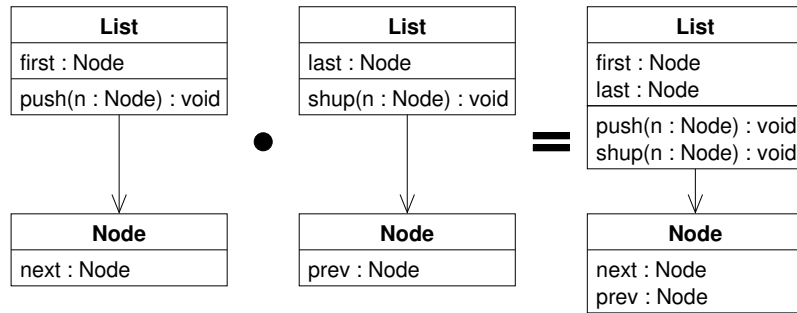 List
first : Node
push(n : Node) : void
Node
next : Node
List
last : Node
shup(n : Node) : void
Node
prev : Node
=
List
first : Node
last : Node
push(n : Node) : void
shup(n : Node) : void
Node
next : Node
prev : Node